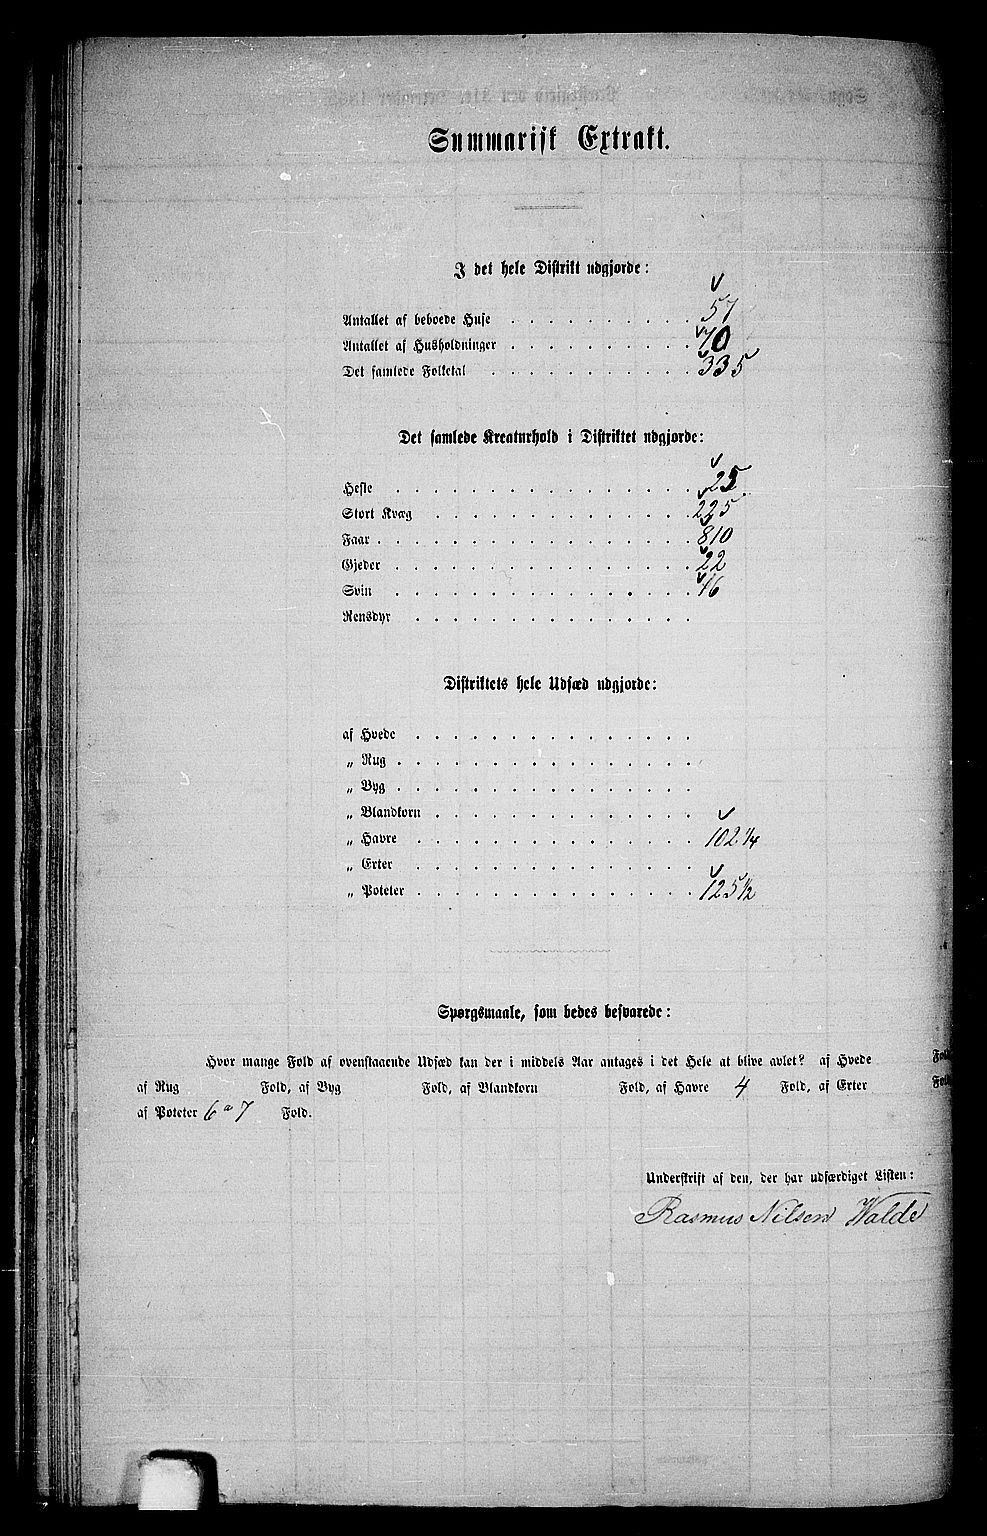 Summarisk Extrakt.
I det hele Distrikt udgjorde:
Antallet af beboede Huse . . . . . . . . . . 57
Antallet af Husholdninger . . . . . . . . . . 70
Det samlede Folketal . . . . . . . . . . . 335
Det samlede Kreaturhold i Distriktet udgjorde:
Heste . . . . . . . . . . . . . . . . 25
Stort Kvæg . . . . . . . . . . . . . . 225
Faar . . . . . . . . . . . . . . . . . 810
Gjeder . . . . . . . . . . . . . . . . 22
Svin . . . . . . . . . . . . . . . . 46
Rensdyr . . . . . . . . . . . . . . .
Distriktets hele Udsæd udgjorde:
af Hvede . . . . . . . . . . . . . . .
„ Rug . . . . . . . . . . . . . . . .
„ Byg . . . . . . . . . . . . . . . .
„ Blandkorn . . . . . . . . . . . . . .
„ Havre . . . . . . . . . . . . . . . 102 1/4
„ Erter . . . . . . . . . . . . . . .
„ Poteter . . . . . . . . . . . . . . . 125 1/2
Spørgsmaale, som bedes besvarede:
Hvor mange Fold af ovenstaaende Udsæd kan der i middels Aar antages i det Hele at blive avlet? af Hvede Fold
af Rug Fold, af Byg Fold, af Blandkorn Fold, af Havre 4 Fold, af Erter Fold
af Poteter 6 a 7 Fold.
Underskrift af den, der har udfærdiget Listen:
Rasmus Nilsen Walde